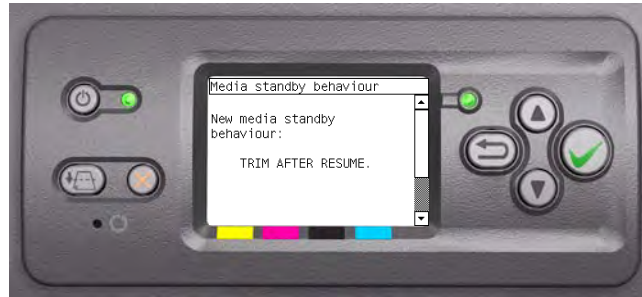 Media standby behaviour
New media standby
behaviour:
TRIM AFTER RESUME.